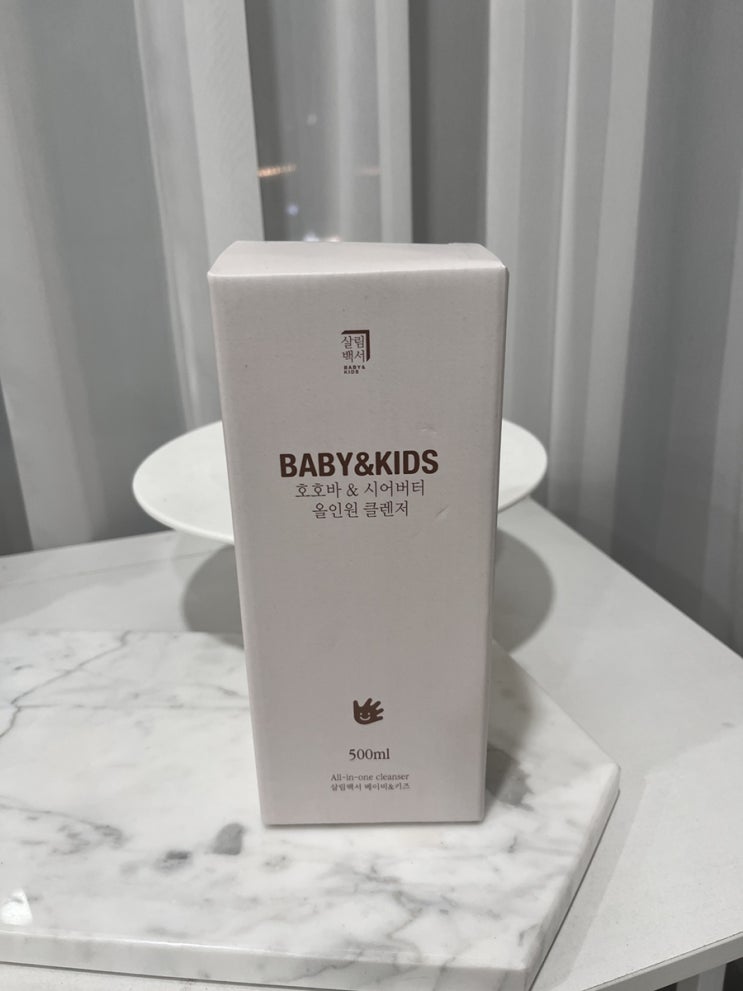 살림
백서
BABY&
KIDS
BABY&KIDS
호호바 & 시어버터
올인원 클렌저
500ml
All-in-one cleanser
살림백서 베이비&키즈